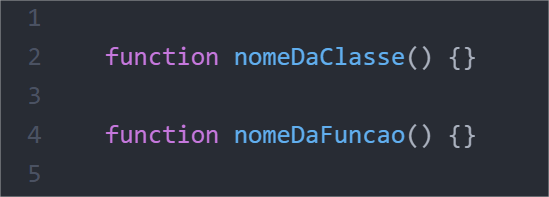 1
2 function nomeDaClasse() {}
3
4 function nomeDaFuncao() {}
5